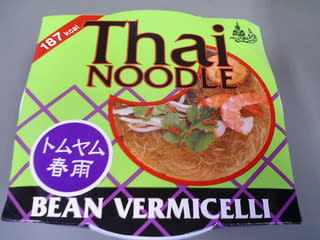 187 kcal
Thai
NOODLE
トムヤム
春雨
BEAN VERMICELLI